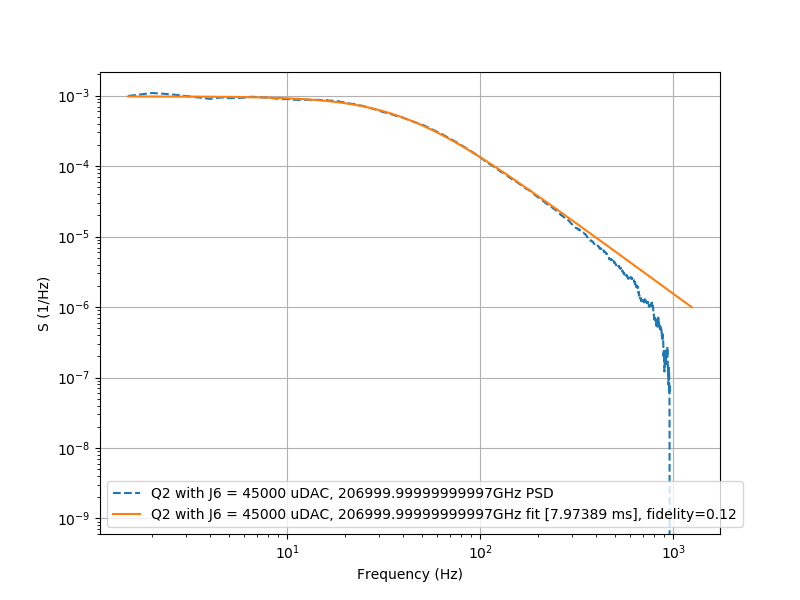 10⁻³
10⁻⁴
10⁻⁵
10⁻⁶
10⁻⁷
10⁻⁸
10⁻⁹
S (1/Hz)
Q2 with J6 = 45000 uDAC, 206999.99999999997GHz PSD
Q2 with J6 = 45000 uDAC, 206999.99999999997GHz fit [7.97389 ms], fidelity=0.12
10¹ 10² 10³
Frequency (Hz)